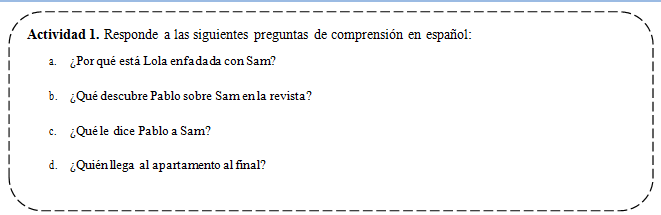 Actividad 1. Responde a las siguientes preguntas de comprensión en español:
a. ¿Por qué está Lola enfadada con Sam?
b. ¿Qué descubre Pablo sobre Sam en la revista?
c. ¿Qué le dice Pablo a Sam?
d. ¿Quién llega al apartamento al final?